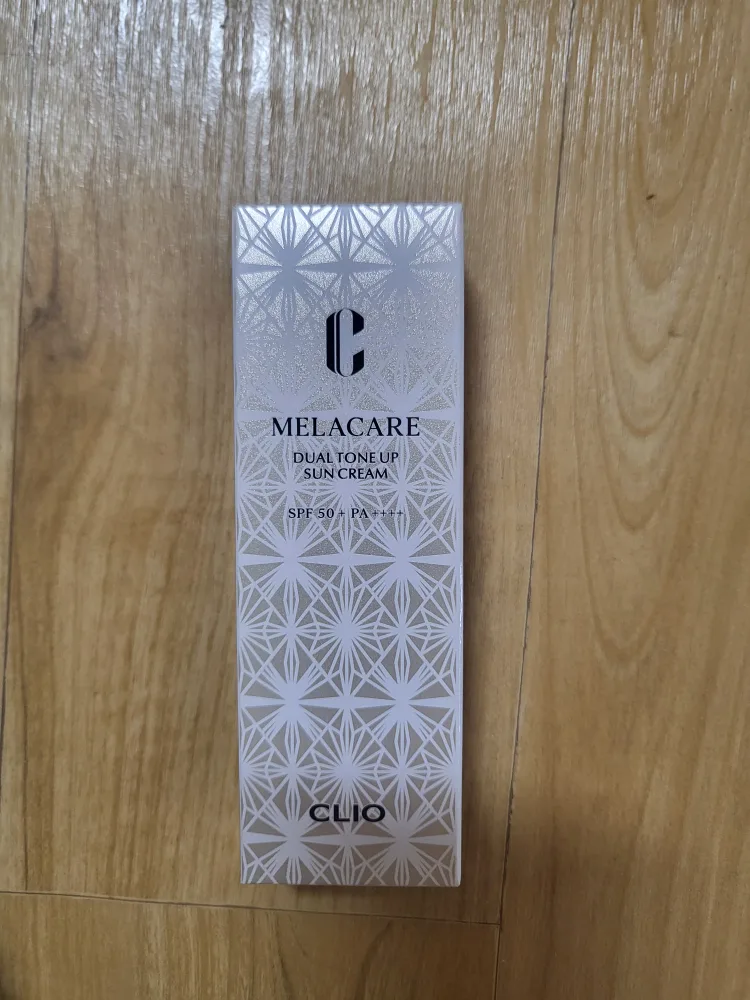 C
MELACARE
DUAL TONE UP
SUN CREAM
SPF 50 + PA ++++
CLIO